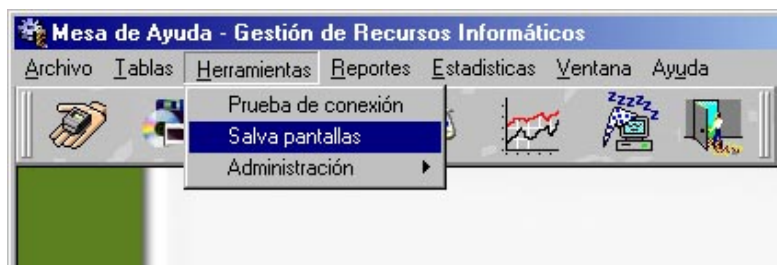 Mesa de Ayuda - Gestión de Recursos Informáticos
Archivo Tablas Herramientas Reportes Estadisticas Ventana Ayuda
Prueba de conexión
Salva pantallas
Administración
zzzzz